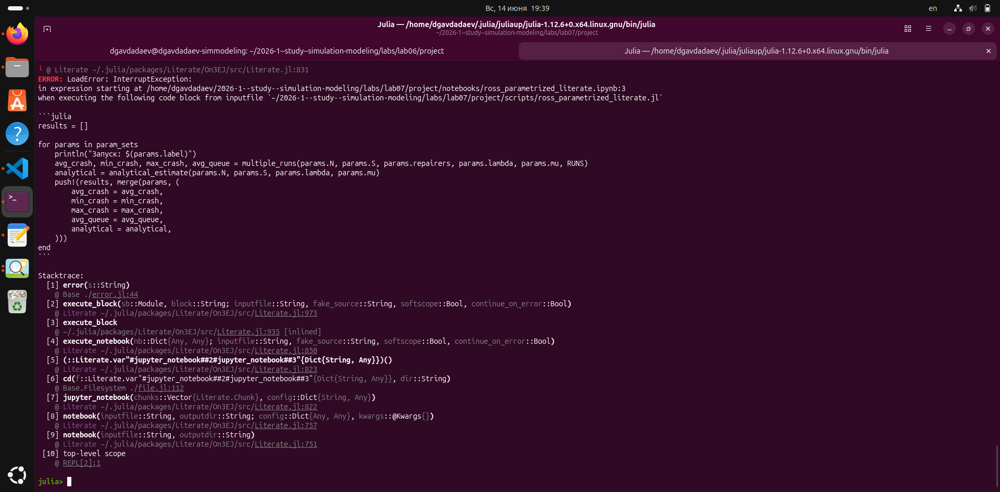 Вс, 14 июня 19:39
en
Julia — /home/dgavdadaev/.julia/juliaup/julia-1.12.6+0.x64.linux.gnu/bin/julia
~/2026-1--study--simulation-modeling/labs/lab07/project
dgavdadaev@dgavdadaev-simmodeling: ~/2026-1--study--simulation-modeling/labs/lab06/project
Julia — /home/dgavdadaev/.julia/juliaup/julia-1.12.6+0.x64.linux.gnu/bin/julia
└ @ Literate ~/.julia/packages/Literate/On3EJ/src/Literate.jl:831
ERROR: LoadError: InterruptException:
in expression starting at /home/dgavdadaev/2026-1--study--simulation-modeling/labs/lab07/project/notebooks/ross_parametrized_literate.ipynb:3
when executing the following code block from inputfile `~/2026-1--study--simulation-modeling/labs/lab07/project/scripts/ross_parametrized_literate.jl`
```julia
results = []
for params in param_sets
    println("Запуск: $(params.label)")
    avg_crash, min_crash, max_crash, avg_queue = multiple_runs(params.N, params.S, params.repairers, params.lambda, params.mu, RUNS)
    analytical = analytical_estimate(params.N, params.S, params.lambda, params.mu)
    push!(results, merge(params, (
        avg_crash = avg_crash,
        min_crash = min_crash,
        max_crash = max_crash,
        avg_queue = avg_queue,
        analytical = analytical,
    )))
end
```
Stacktrace:
  [1] error(s::String)
    @ Base ./error.jl:44
  [2] execute_block(sb::Module, block::String; inputfile::String, fake_source::String, softscope::Bool, continue_on_error::Bool)
    @ Literate ~/.julia/packages/Literate/On3EJ/src/Literate.jl:973
  [3] execute_block
    @ ~/.julia/packages/Literate/On3EJ/src/Literate.jl:935 [inlined]
  [4] execute_notebook(nb::Dict{Any, Any}; inputfile::String, fake_source::String, softscope::Bool, continue_on_error::Bool)
    @ Literate ~/.julia/packages/Literate/On3EJ/src/Literate.jl:850
  [5] (::Literate.var"#jupyter_notebook##2#jupyter_notebook##3"{Dict{String, Any}})()
    @ Literate ~/.julia/packages/Literate/On3EJ/src/Literate.jl:823
  [6] cd(f::Literate.var"#jupyter_notebook##2#jupyter_notebook##3"{Dict{String, Any}}, dir::String)
    @ Base.Filesystem ./file.jl:112
  [7] jupyter_notebook(chunks::Vector{Literate.Chunk}, config::Dict{String, Any})
    @ Literate ~/.julia/packages/Literate/On3EJ/src/Literate.jl:822
  [8] notebook(inputfile::String, outputdir::String; config::Dict{Any, Any}, kwargs::@Kwargs{})
    @ Literate ~/.julia/packages/Literate/On3EJ/src/Literate.jl:757
  [9] notebook(inputfile::String, outputdir::String)
    @ Literate ~/.julia/packages/Literate/On3EJ/src/Literate.jl:751
 [10] top-level scope
    @ REPL[2]:1
julia>